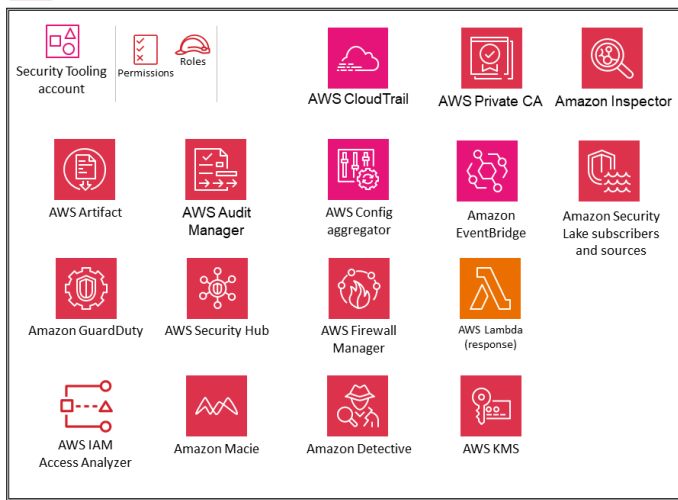 Security Tooling
account
Permissions
Roles
AWS CloudTrail
AWS Private CA
Amazon Inspector
AWS Artifact
AWS Audit
Manager
AWS Config
aggregator
Amazon
EventBridge
Amazon Security
Lake subscribers
and sources
Amazon GuardDuty
AWS Security Hub
AWS Firewall
Manager
AWS Lambda
(response)
AWS IAM
Access Analyzer
Amazon Macie
Amazon Detective
AWS KMS